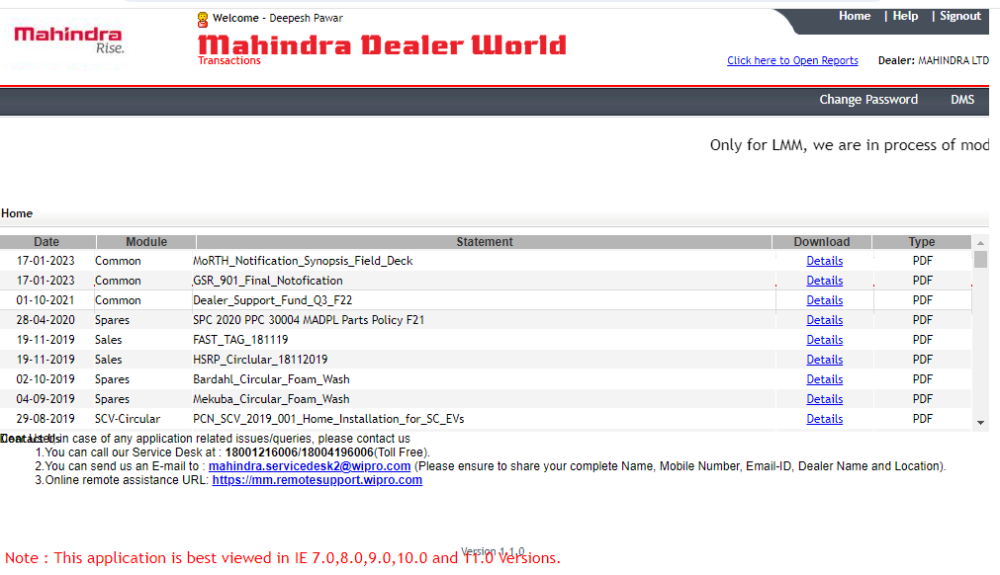 Mahindra
Rise.
Welcome - Deepesh Pawar
Home | Help | Signout
Mahindra Dealer World
Transactions
Click here to Open Reports Dealer: MAHINDRA LTD
Change Password DMS
Only for LMM, we are in process of mod
Home
Date Module Statement Download Type
17-01-2023 Common MoRTH_Notification_Synopsis_Field_Deck Details PDF
17-01-2023 Common GSR_901_Final_Notofication Details PDF
01-10-2021 Common Dealer_Support_Fund_Q3_F22 Details PDF
28-04-2020 Spares SPC 2020 PPC 30004 MADPL Parts Policy F21 Details PDF
19-11-2019 Sales FAST_TAG_181119 Details PDF
19-11-2019 Sales HSRP_Circlular_18112019 Details PDF
02-10-2019 Spares Bardahl_Circular_Foam_Wash Details PDF
04-09-2019 Spares Mekuba_Circular_Foam_Wash Details PDF
29-08-2019 SCV-Circular PCN_SCV_2019_001_Home_Installation_for_SC_EVs Details PDF
Contact Us
in case of any application related issues/queries, please contact us
1.You can call our Service Desk at : 18001216006/18004196006(Toll Free).
2.You can send us an E-mail to : mahindra.servicedesk2@wipro.com (Please ensure to share your complete Name, Mobile Number, Email-ID, Dealer Name and Location).
3.Online remote assistance URL: https://mm.remotesupport.wipro.com
Version 1.1.0
Note : This application is best viewed in IE 7.0,8.0,9.0,10.0 and 11.0 Versions.